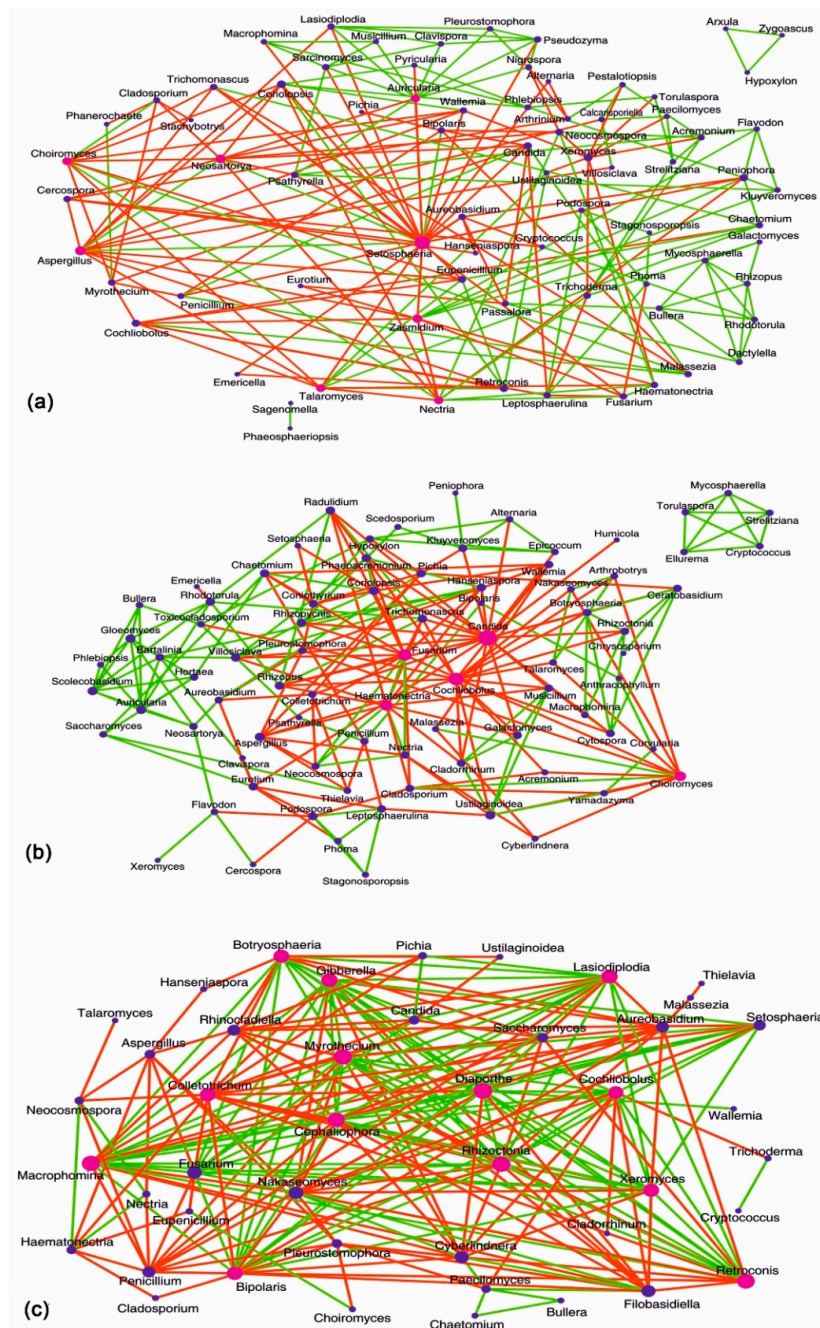 Lasiodiplodia
Pleurostomophora
Macrophomina
Musicillium
Clavispora
Pseudozyma
Arxula
Zygoascus
Sarcinomyces
Pyricularia
Nigrospora
Hypoxylon
Trichomonascus
Coriolopsis
Auricularia
Alternaria
Pestalotiopsis
Cladosporium
Pichia
Wallemia
Phlebiopsis
Calcarisporiella
Torulaspora
Phanerochaete
Stachybotrys
Bipolaris
Arthrinium
Paecilomyces
Neocosmospora
Acremonium
Flavodon
Choiromyces
Neosartorya
Candida
Xeromyces
Cercospora
Psathyrella
Ustilaginoidea
Villosiclava
Strelitziana
Peniophora
Kluyveromyces
Aureobasidium
Podospora
Stagonosporopsis
Chaetomium
Galactomyces
Aspergillus
Setosphaeria
Hanseniaspora
Cryptococcus
Mycosphaerella
Myrothecium
Eurotium
Eupenicillium
Trichoderma
Phoma
Rhizopus
Penicillium
Zasmidium
Passalora
Bullera
Rhodotorula
Cochliobolus
Dactylella
Emericella
Talaromyces
Retroconis
Malassezia
Haematonectria
(a)
Sagenomella
Nectria
Leptosphaerulina
Fusarium
Phaeosphaeriopsis
Peniophora
Mycosphaerella
Radulidium
Scedosporium
Alternaria
Torulaspora
Strelitziana
Setosphaeria
Hypoxylon
Kluyveromyces
Epicoccum
Humicola
Ellurema
Cryptococcus
Chaetomium
Phaeoacremonium
Pichia
Wallemia
Emericella
Coniothyrium
Coriolopsis
Hanseniaspora
Nakaseomyces
Arthrobotrys
Bullera
Rhodotorula
Bipolaris
Ceratobasidium
Toxicocladosporium
Rhizopycnis
Trichomonascus
Botryosphaeria
Gloeomyces
Candida
Rhizoctonia
Bartalinia
Villosiclava
Pleurostomophora
Fusarium
Chrysosporium
Phlebiopsis
Talaromyces
Scolecobasidium
Hortaea
Rhizopus
Cochliobolus
Anthracophyllum
Auricularia
Aureobasidium
Colletotrichum
Haematonectria
Musicillium
Macrophomina
Saccharomyces
Neosartorya
Psathyrella
Malassezia
Galactomyces
Cytospora
Aspergillus
Penicillium
Nectria
Curvularia
Clavispora
Neocosmospora
Cladorrhinum
Acremonium
Choiromyces
Eurotium
Thielavia
Cladosporium
Yamadazyma
Flavodon
Podospora
Leptosphaerulina
Ustilaginoidea
(b)
Xeromyces
Cercospora
Phoma
Cyberlindnera
Stagonosporopsis
Botryosphaeria
Pichia
Ustilaginoidea
Gibberella
Lasiodiplodia
Thielavia
Hanseniaspora
Malassezia
Talaromyces
Rhinocladiella
Candida
Saccharomyces
Aureobasidium
Setosphaeria
Aspergillus
Myrothecium
Colletotrichum
Diaporthe
Cochliobolus
Neocosmospora
Cephaliophora
Wallemia
Macrophomina
Fusarium
Rhizoctonia
Trichoderma
Nakaseomyces
Xeromyces
Nectria
Eupenicillium
Cladorrhinum
Cryptococcus
Haematonectria
Pleurostomophora
Cyberlindnera
Penicillium
Bipolaris
Paecilomyces
Retroconis
Cladosporium
Choiromyces
Filobasidiella
(c)
Chaetomium
Bullera